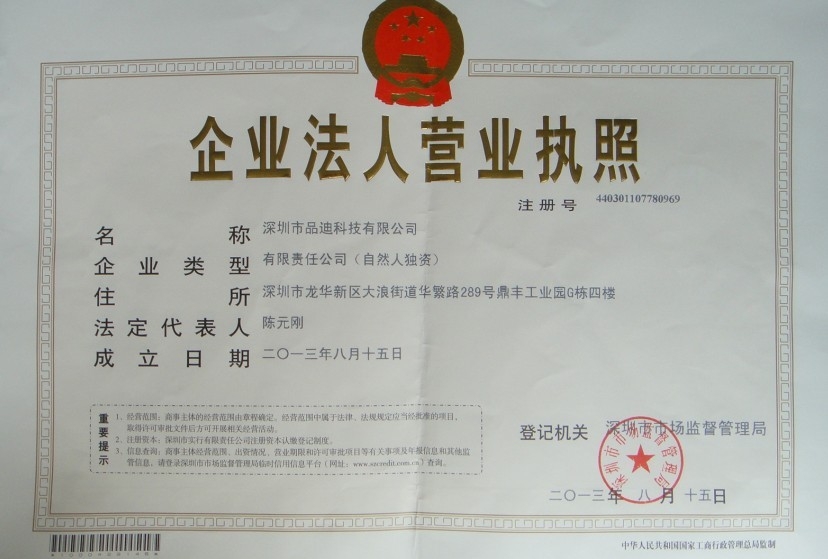 企业法人营业执照
注册号 440301107780969
名称 深圳市品迪科技有限公司
企业类型 有限责任公司（自然人独资）
住所 深圳市龙华新区大浪街道华繁路289号鼎丰工业园G栋四楼
法定代表人 陈元刚
成立日期 二〇一三年八月十五日
重要提示
1、经营范围：商事主体的经营范围由章程确定。经营范围中属于法律、法规规定应当经批准的项目，
取得许可审批文件后方可开展相关经营活动。
2、注册资本：深圳市实行有限责任公司注册资本认缴登记制度。
3、信息查询：商事主体经营范围、出资情况、营业期限和许可审批项目等有关事项及年报信息和其他监
管信息，请登录深圳市市场监督管理局临时信用信息平台（网址：www.szcredit.com.cn）查询。
登记机关 深圳市市场监督管理局
深圳市市场监督管理局
二〇一三年 八 月 十五日
中华人民共和国国家工商行政管理总局监制